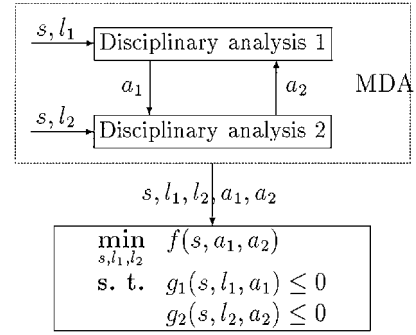 s, l₁
Disciplinary analysis 1
a₁
a₂
MDA
s, l₂
Disciplinary analysis 2
s, l₁, l₂, a₁, a₂
min f(s, a₁, a₂)
s,l₁,l₂
s. t. g₁(s, l₁, a₁) ≤ 0
g₂(s, l₂, a₂) ≤ 0